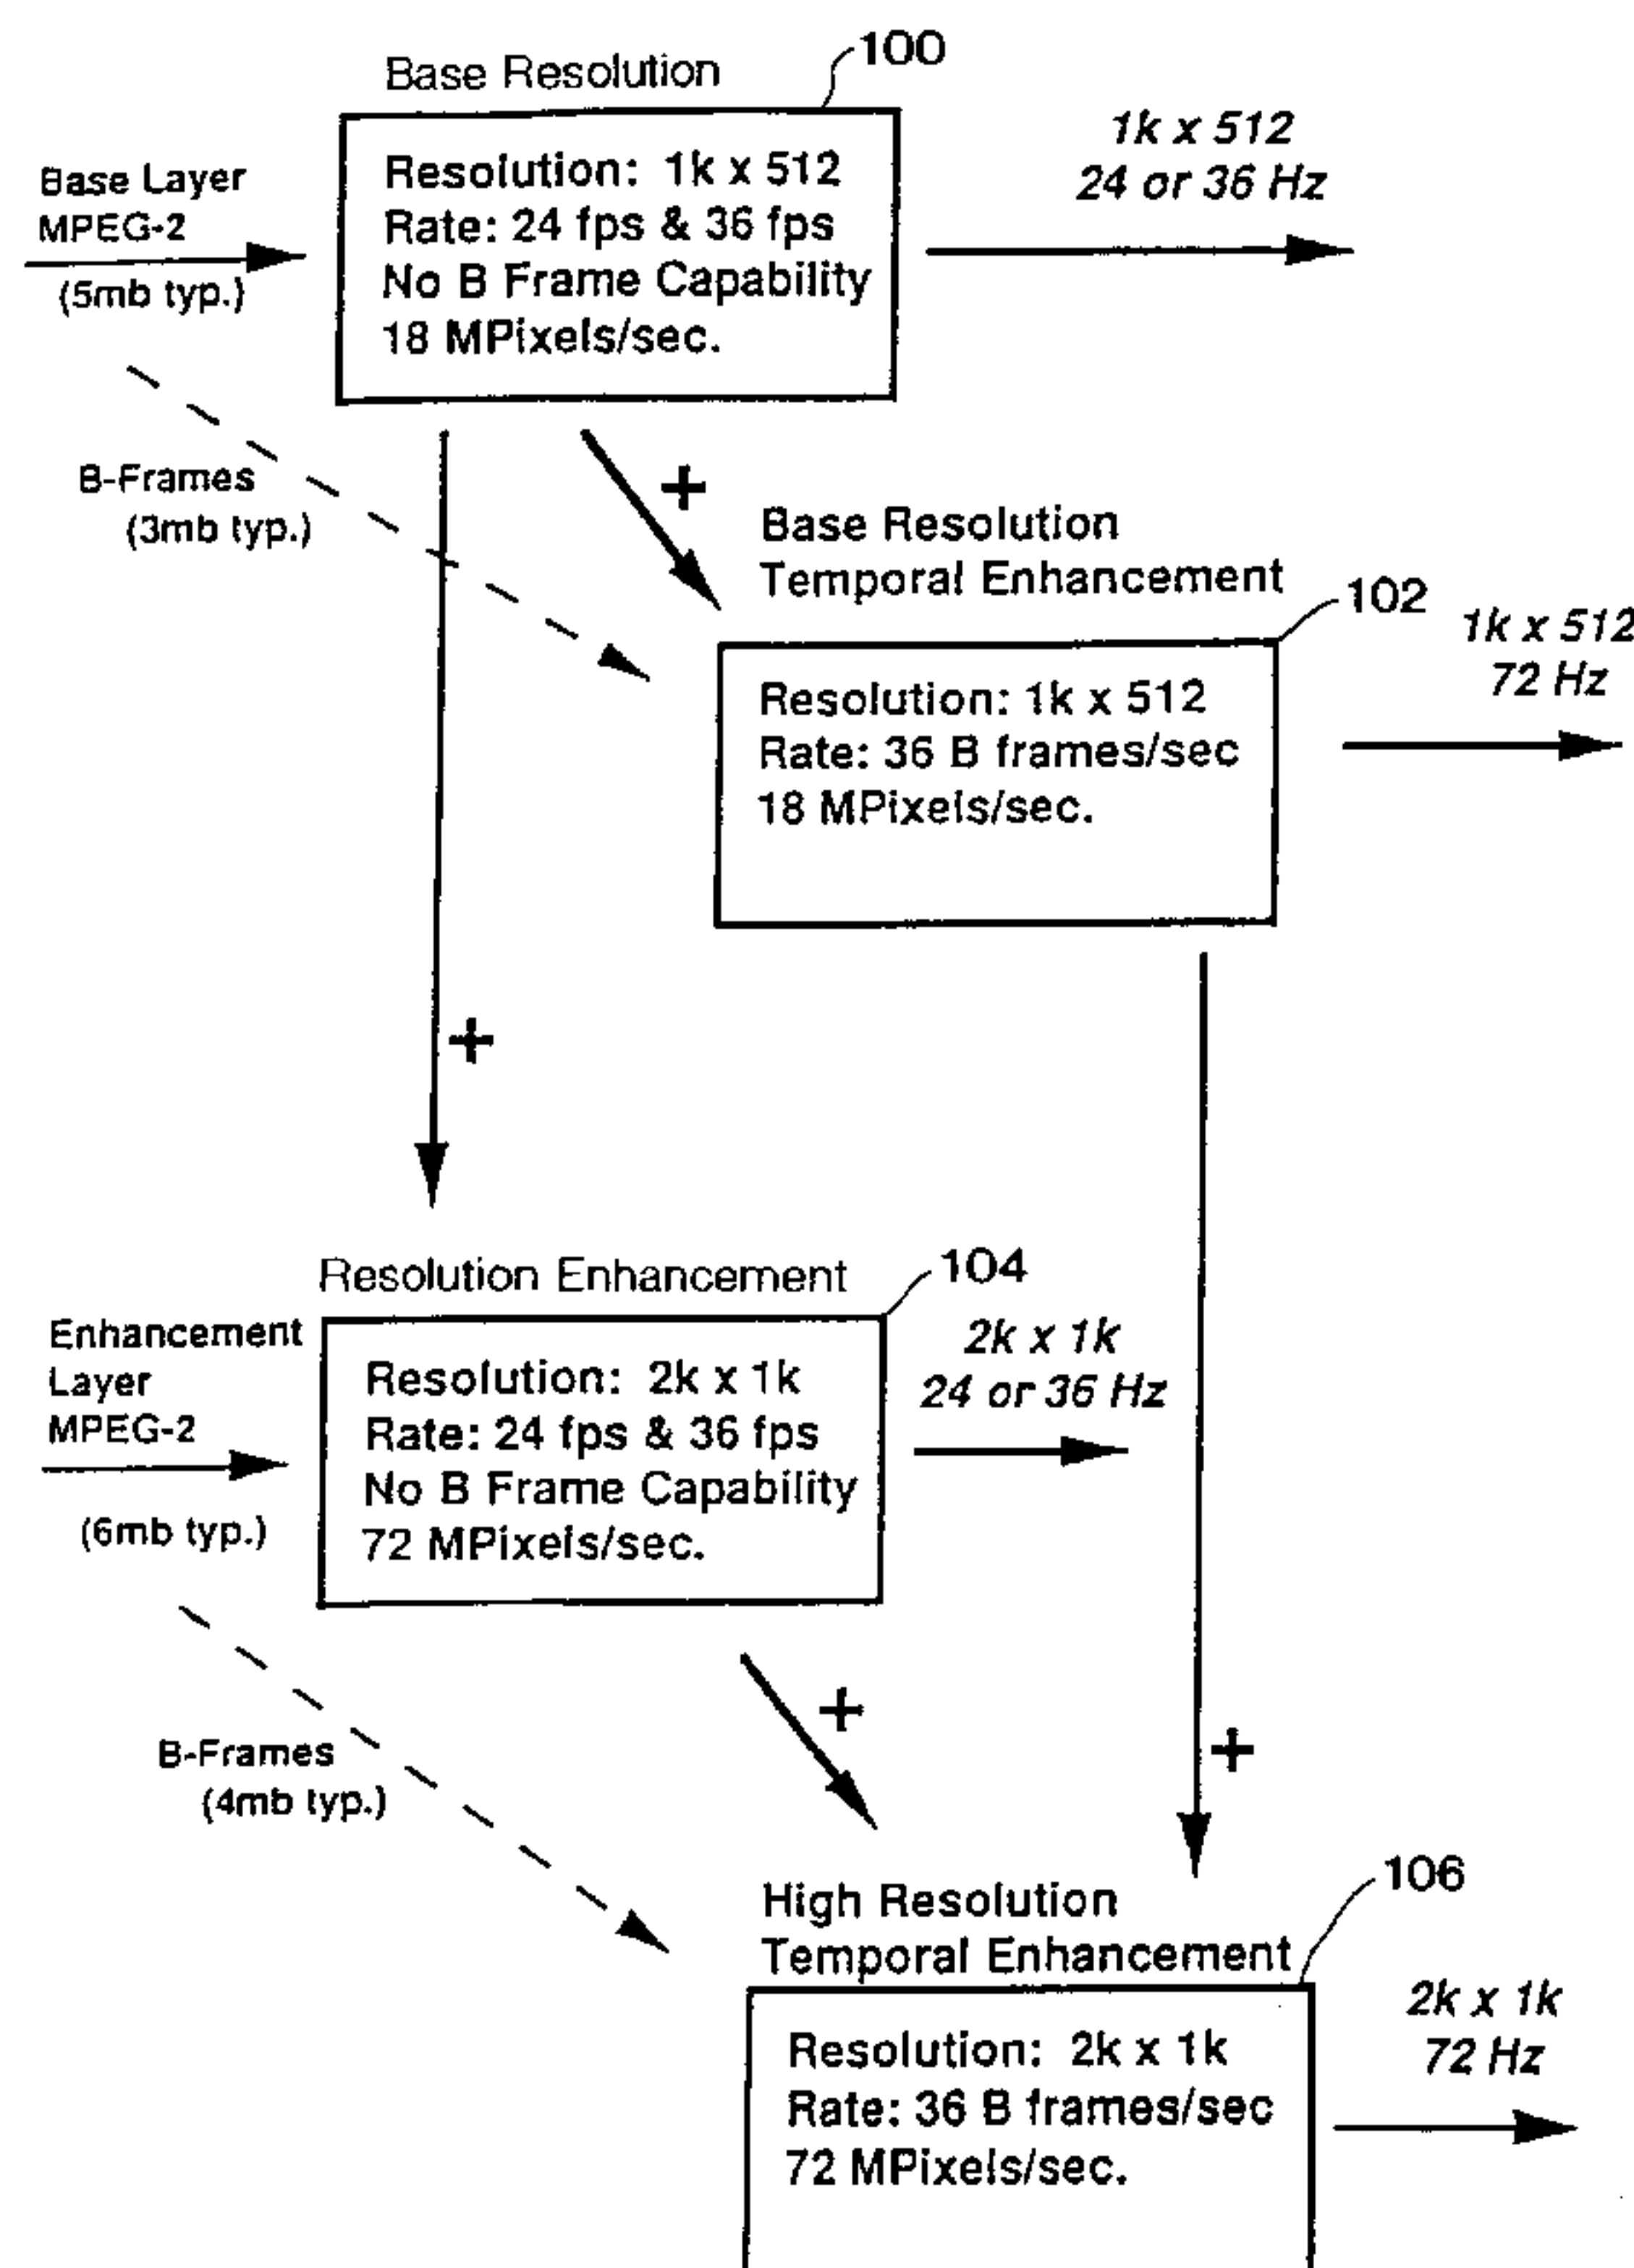 Base Resolution
100
Base Layer
MPEG-2
(5mb typ.)
Resolution: 1k x 512
Rate: 24 fps & 36 fps
No B Frame Capability
18 MPixels/sec.
1k x 512
24 or 36 Hz
B-Frames
(3mb typ.)
+
Base Resolution
Temporal Enhancement
102
Resolution: 1k x 512
Rate: 36 B frames/sec
18 MPixels/sec.
1k x 512
72 Hz
+
Resolution Enhancement
104
Enhancement
Layer
MPEG-2
(6mb typ.)
Resolution: 2k x 1k
Rate: 24 fps & 36 fps
No B Frame Capability
72 MPixels/sec.
2k x 1k
24 or 36 Hz
B-Frames
(4mb typ.)
+
+
High Resolution
Temporal Enhancement
106
Resolution: 2k x 1k
Rate: 36 B frames/sec
72 MPixels/sec.
2k x 1k
72 Hz